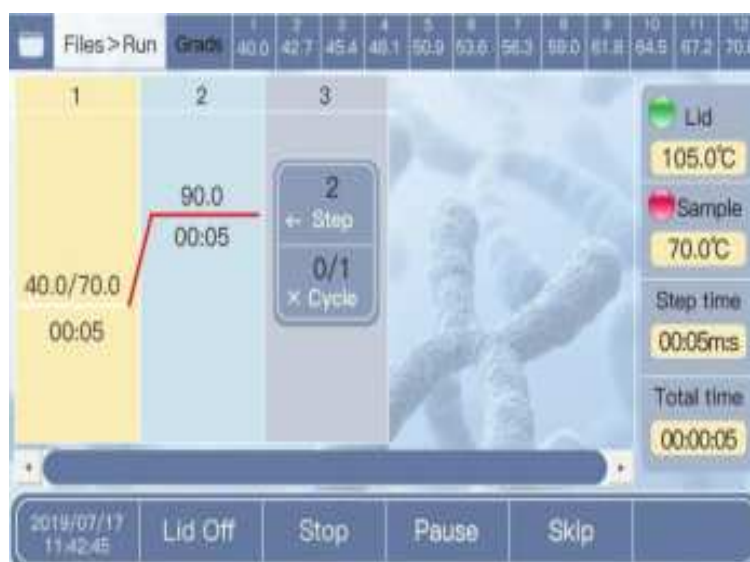 Files>Run Grads 1 2 3 4 5 6 7 8 9 10 11 12
40.0 42.7 45.4 48.1 50.9 53.6 56.3 59.0 61.8 64.5 67.2 70.0
1 2 3
40.0/70.0
00:05
90.0
00:05
2
← Step
0/1
× Cycle
Lid
105.0℃
Sample
70.0℃
Step time
00:05m:s
Total time
00:00:05
2019/07/17
11:42:45
Lid Off Stop Pause Skip